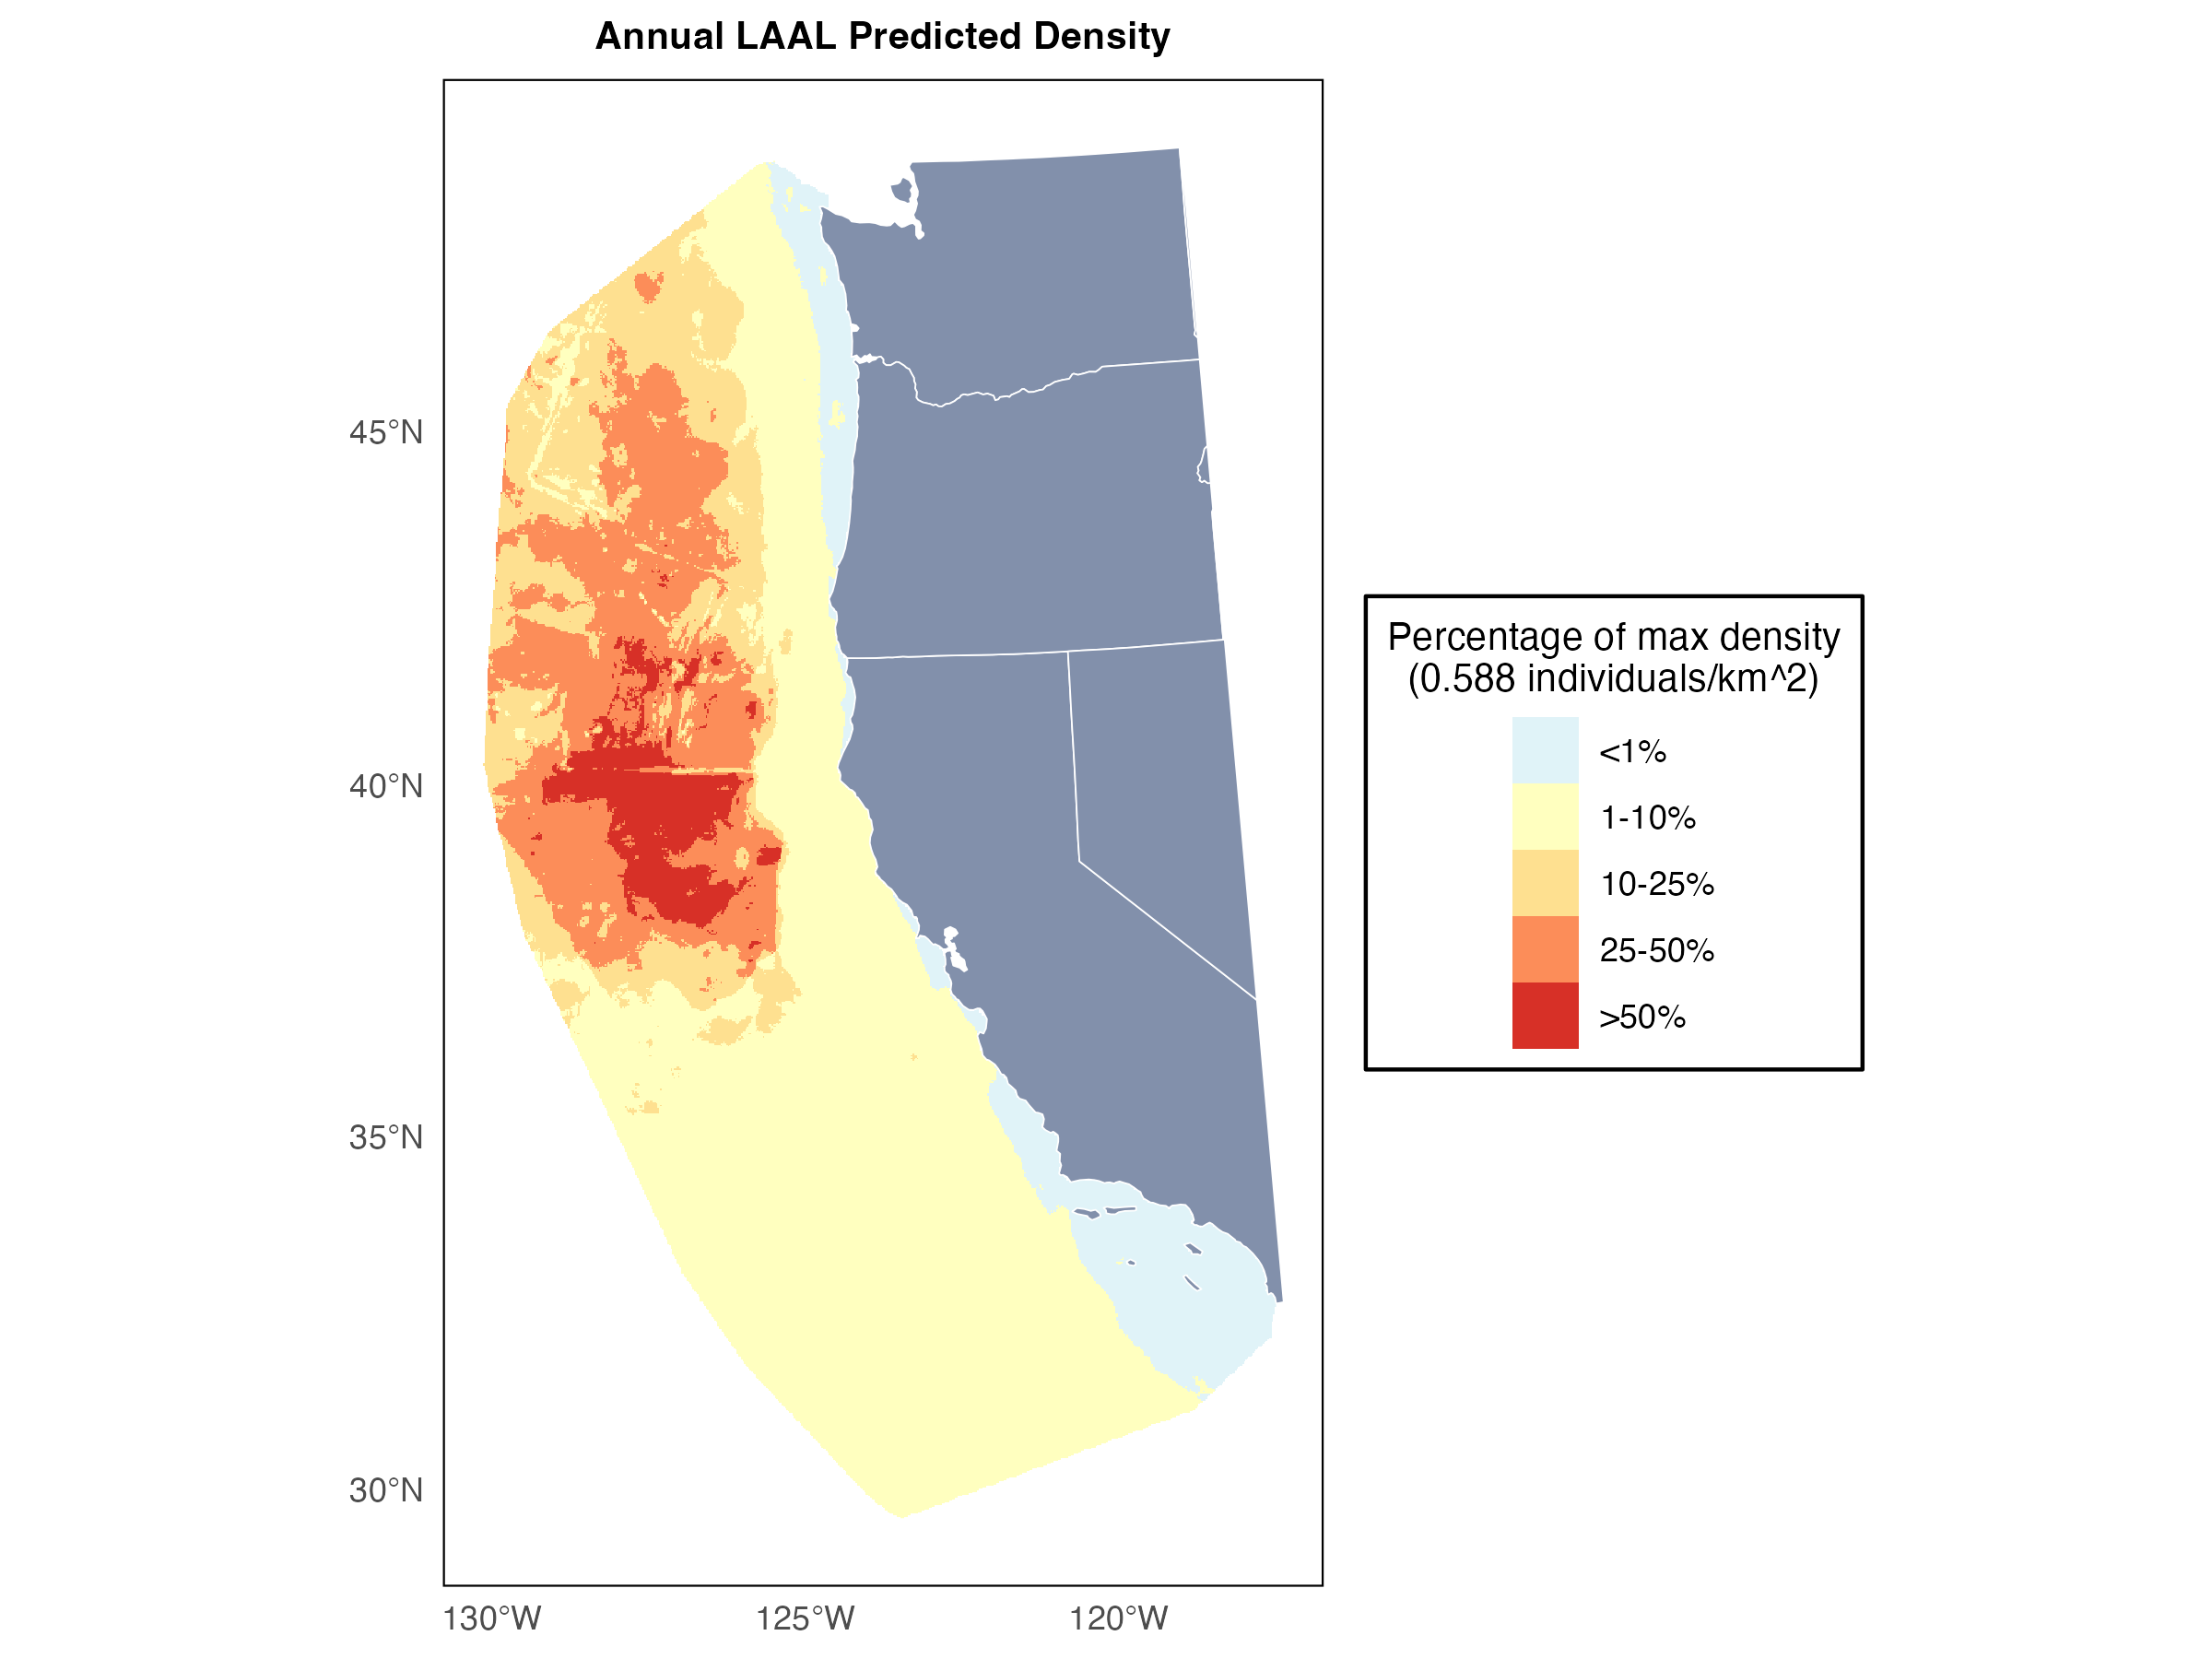 Annual LAAL Predicted Density
45°N
40°N
35°N
30°N
130°W
125°W
120°W
Percentage of max density
(0.588 individuals/km^2)
<1%
1-10%
10-25%
25-50%
>50%